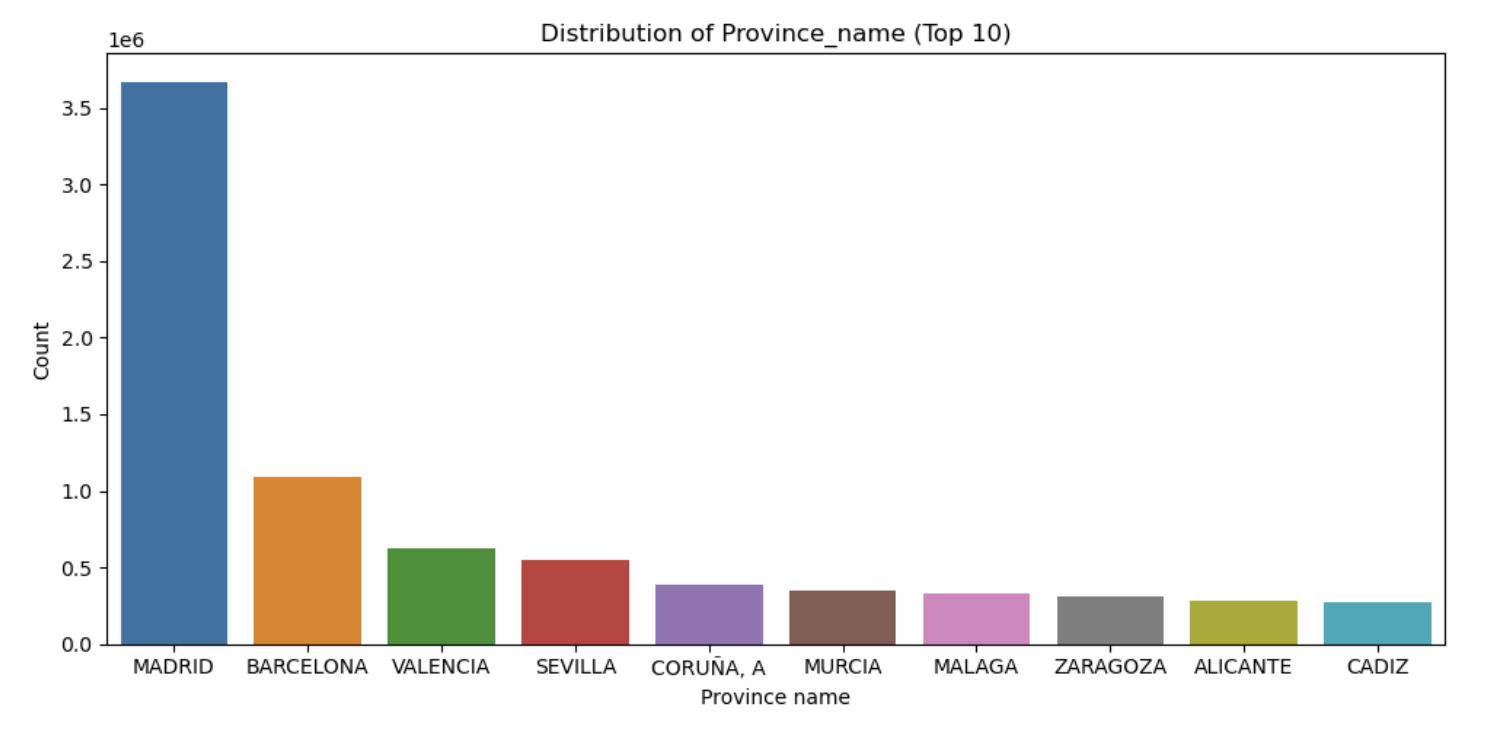 Distribution of Province_name (Top 10)
1e6
3.5
3.0
2.5
2.0
1.5
1.0
0.5
0.0
Count
MADRID BARCELONA VALENCIA SEVILLA CORUÑA, A MURCIA MALAGA ZARAGOZA ALICANTE CADIZ
Province name